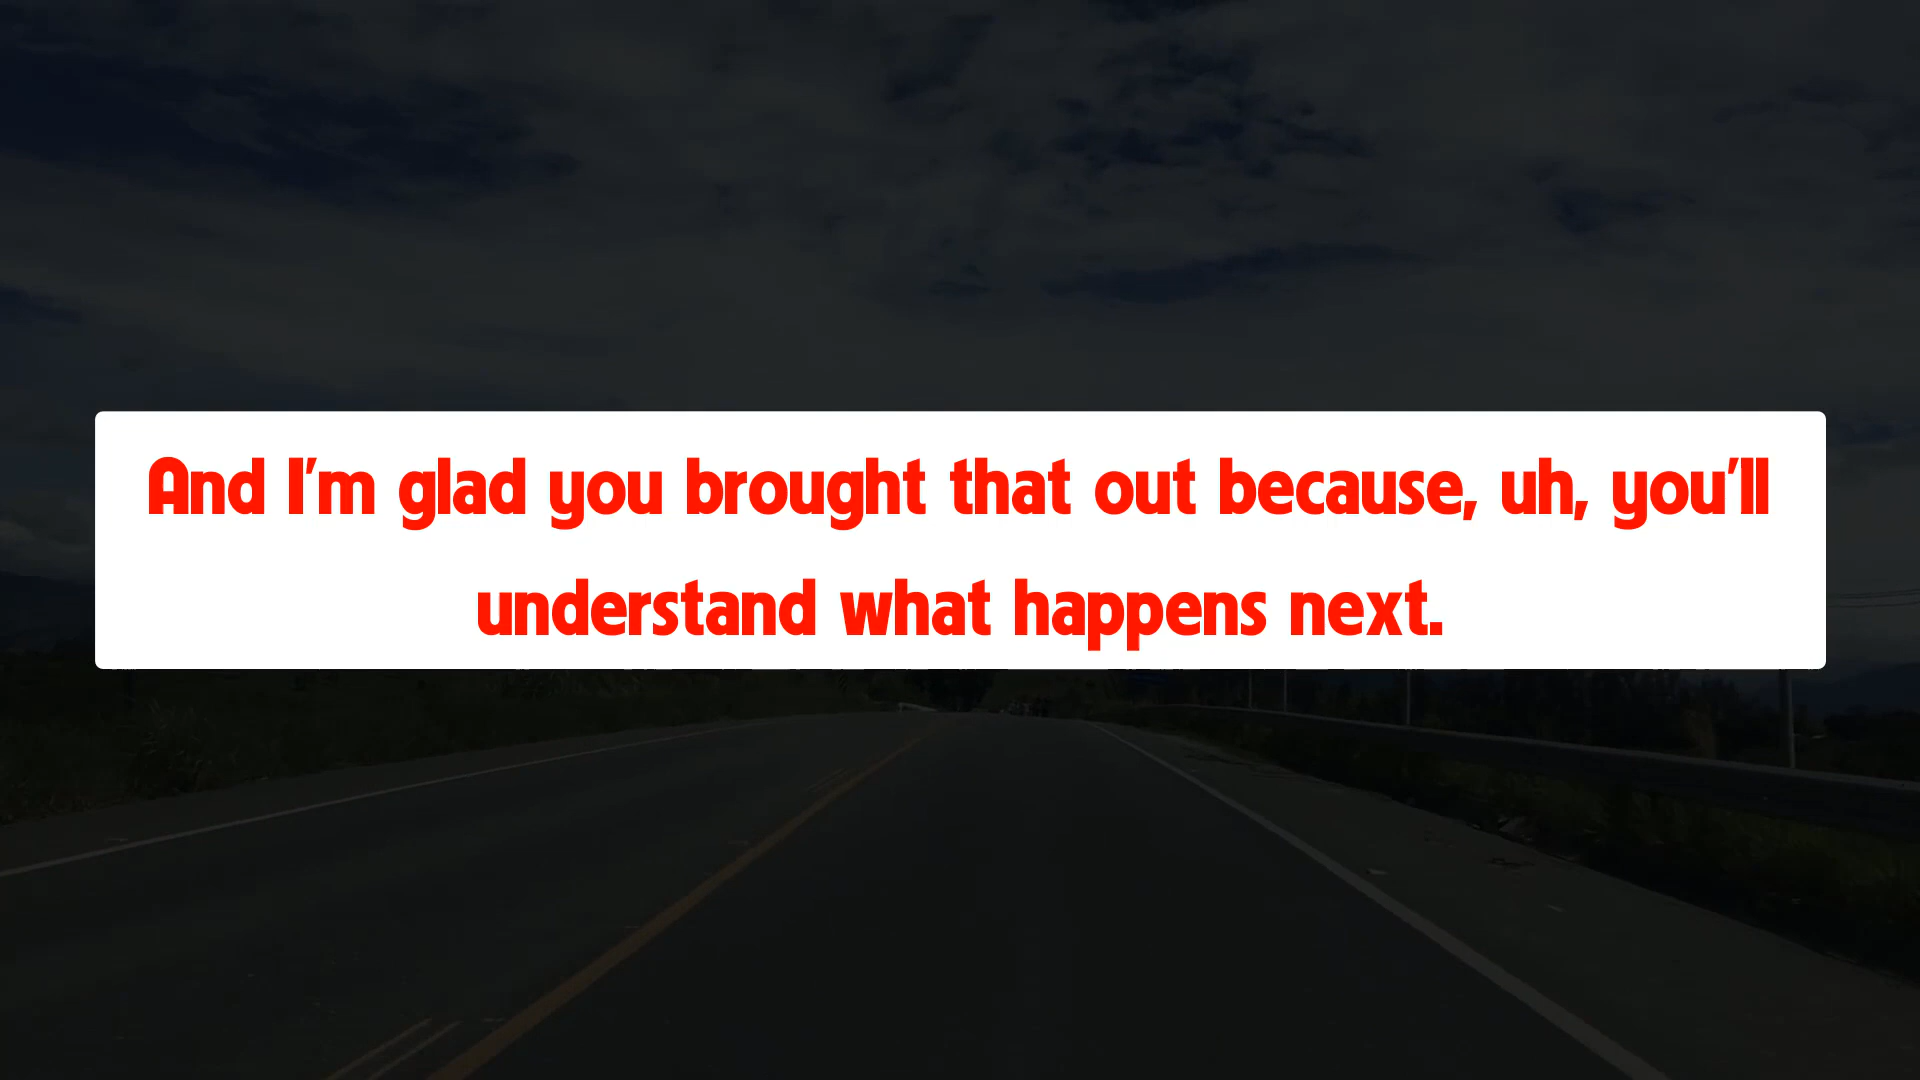 And I'm glad you brought that out because, uh, you'll
understand what happens next.